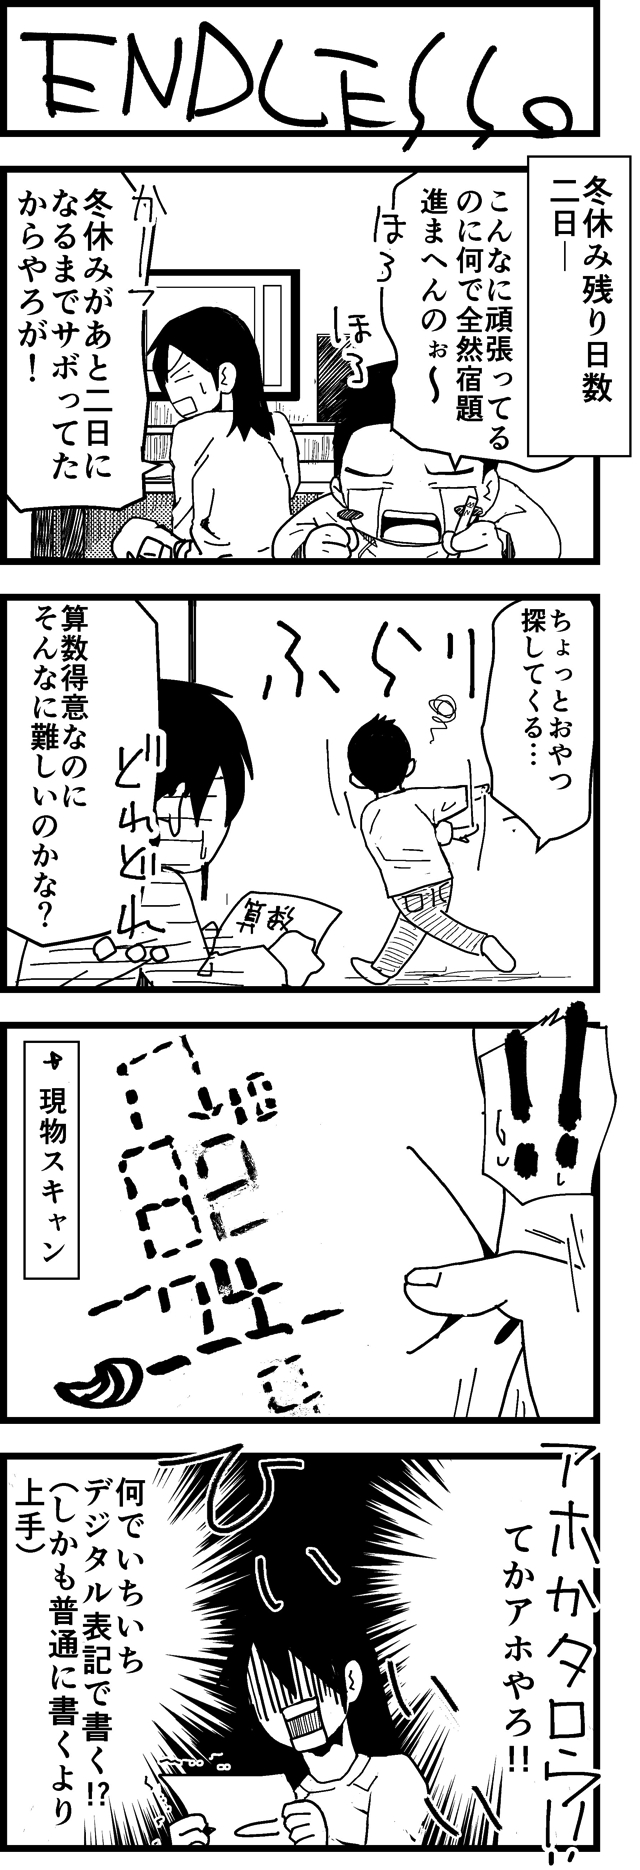 ENDLESS。
冬休み残り日数
二日―
こんなに頑張ってる
のに何で全然宿題
進まへんのぉ～
ほろ
ほろ
かーっ
冬休みがあと二日に
なるまでサボってた
からやろが！
ちょっとおやつ
探してくる…
ふらり
どれどれ
算数
算数得意なのに
そんなに難しいのかな？
!!
現物スキャン
アホかタロウ!!
てかアホやろ!!
ひ
何でいちいち
デジタル表記で書く!?
（しかも普通に書くより
上手）